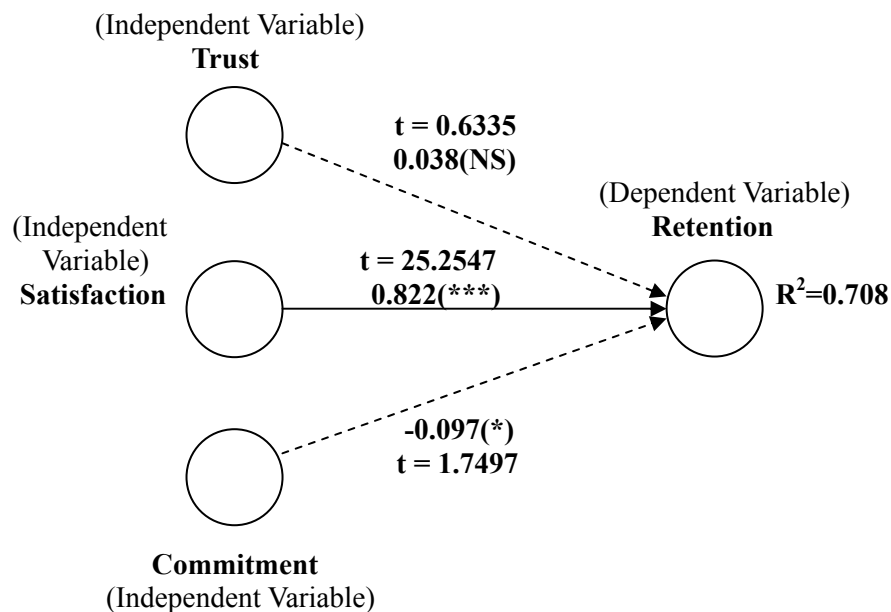 (Independent Variable)
Trust
t = 0.6335
0.038(NS)
(Dependent Variable)
Retention
(Independent
Variable)
Satisfaction
t = 25.2547
0.822(***)
R²=0.708
-0.097(*)
t = 1.7497
Commitment
(Independent Variable)